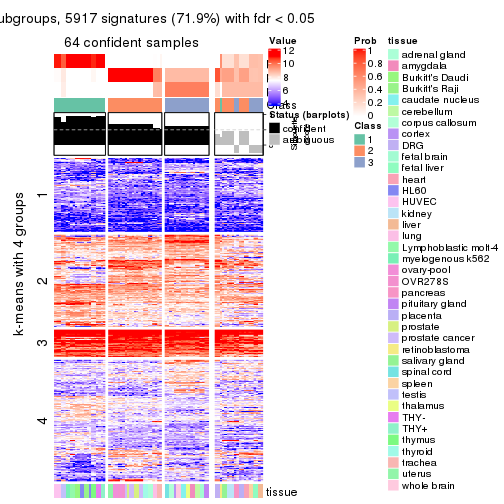 ubgroups, 5917 signatures (71.9%) with fdr < 0.05
64 confident samples
k-means with 4 groups
1
2
3
4
tissue
Value
12
10
8
6
4
Class
Status (barplots)
confident
ambiguous
Prob
1
0.8
0.6
0.4
0.2
0
Class
1
2
3
tissue
adrenal gland
amygdala
Burkitt's Daudi
Burkitt's Raji
caudate nucleus
cerebellum
corpus callosum
cortex
DRG
fetal brain
fetal liver
heart
HL60
HUVEC
kidney
liver
lung
Lymphoblastic molt-4
myelogenous k562
ovary-pool
OVR278S
pancreas
pituitary gland
placenta
prostate
prostate cancer
retinoblastoma
salivary gland
spinal cord
spleen
testis
thalamus
THY-
THY+
thymus
thyroid
trachea
uterus
whole brain